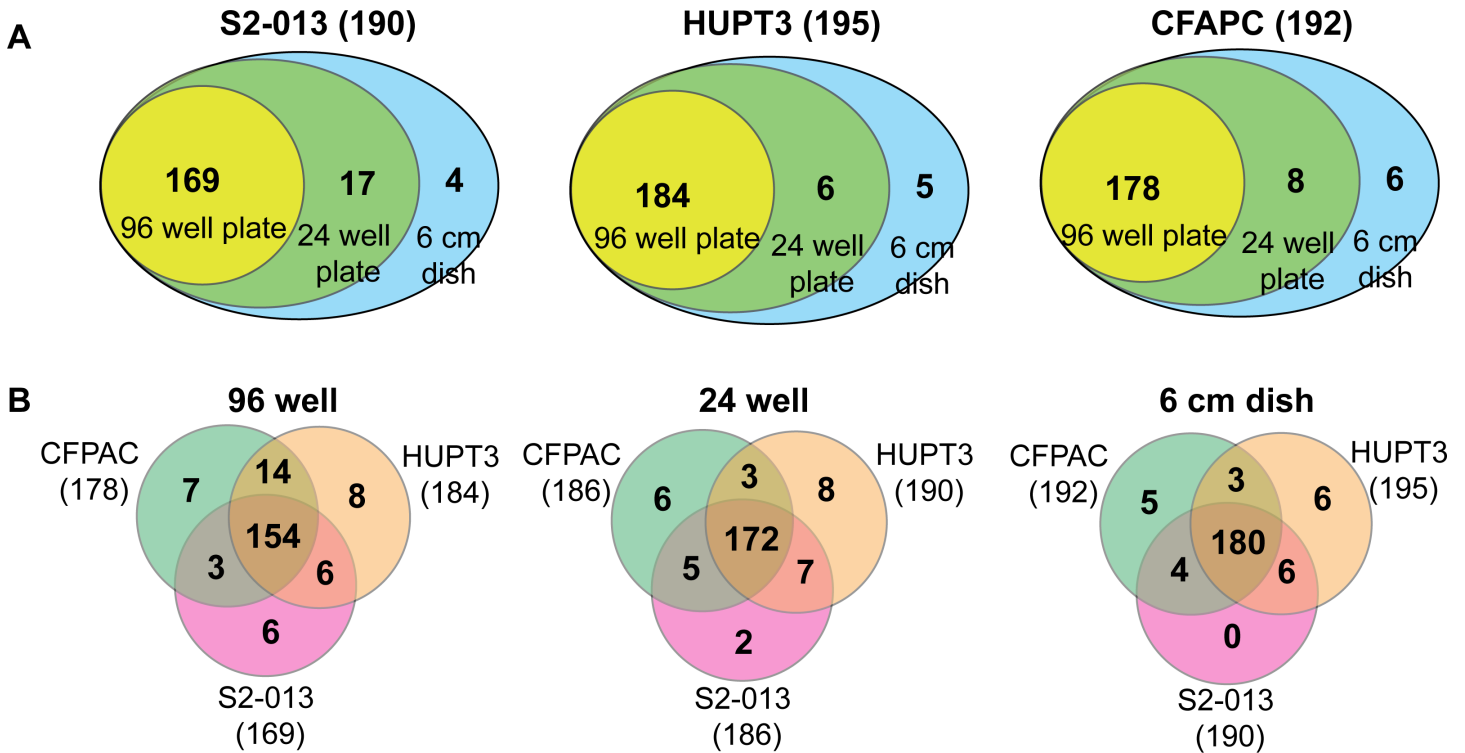 A
S2-013 (190)
HUPT3 (195)
CFAPC (192)
169
17
4
96 well plate
24 well
plate
6 cm
dish
184
6
5
96 well plate
24 well
plate
6 cm
dish
178
8
6
96 well plate
24 well
plate
6 cm
dish
B
96 well
CFPAC
(178)
HUPT3
(184)
7
14
8
154
3
6
6
S2-013
(169)
24 well
CFPAC
(186)
HUPT3
(190)
6
3
8
172
5
7
2
S2-013
(186)
6 cm dish
CFPAC
(192)
HUPT3
(195)
5
3
6
180
4
6
0
S2-013
(190)